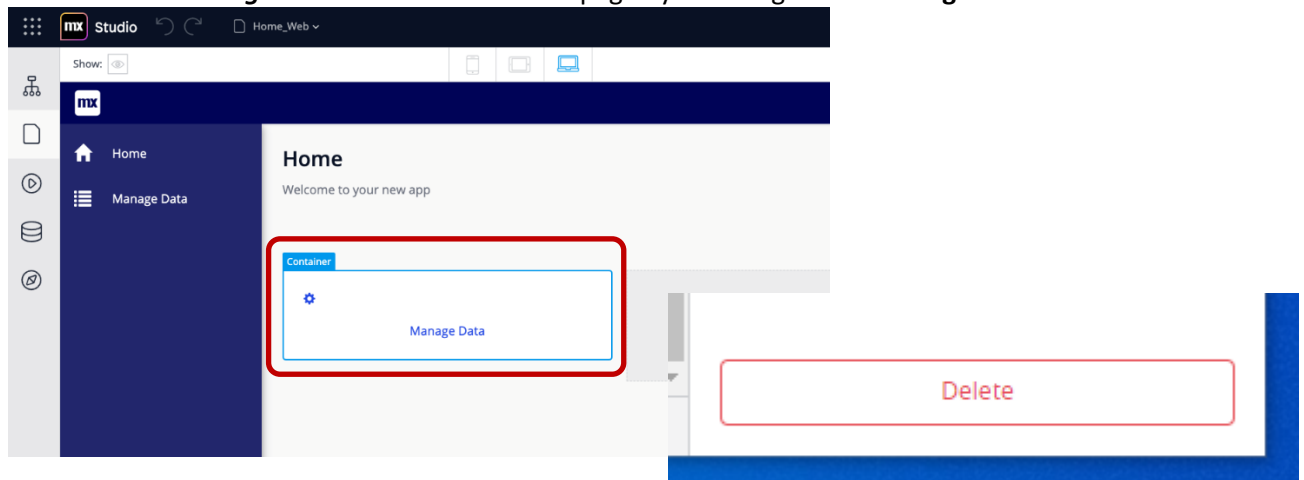 mx Studio Home_Web
Show:
mx
Home
Manage Data
Home
Welcome to your new app
Container
Manage Data
Delete